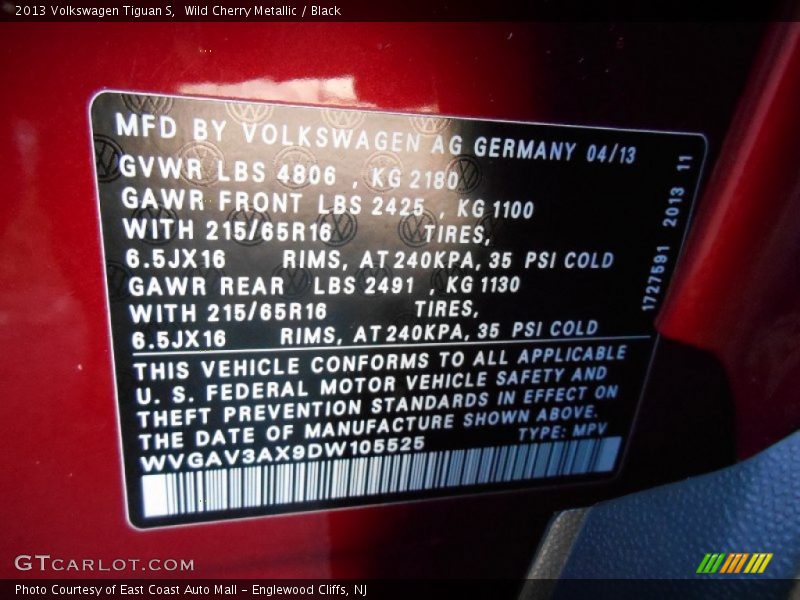 2013 Volkswagen Tiguan S,  Wild Cherry Metallic / Black
MFD BY VOLKSWAGEN AG GERMANY 04/13
GVWR LBS 4806 , KG 2180
GAWR FRONT LBS 2425 , KG 1100
WITH 215/65R16 TIRES,
6.5JX16 RIMS, AT 240KPA, 35 PSI COLD
GAWR REAR LBS 2491 , KG 1130
WITH 215/65R16 TIRES,
6.5JX16 RIMS, AT 240KPA, 35 PSI COLD
THIS VEHICLE CONFORMS TO ALL APPLICABLE
U. S. FEDERAL MOTOR VEHICLE SAFETY AND
THEFT PREVENTION STANDARDS IN EFFECT ON
THE DATE OF MANUFACTURE SHOWN ABOVE.
WVGAV3AX9DW105525 TYPE: MPV
1727591 2013 11
GTCARLOT.COM
Photo Courtesy of East Coast Auto Mall – Englewood Cliffs, NJ